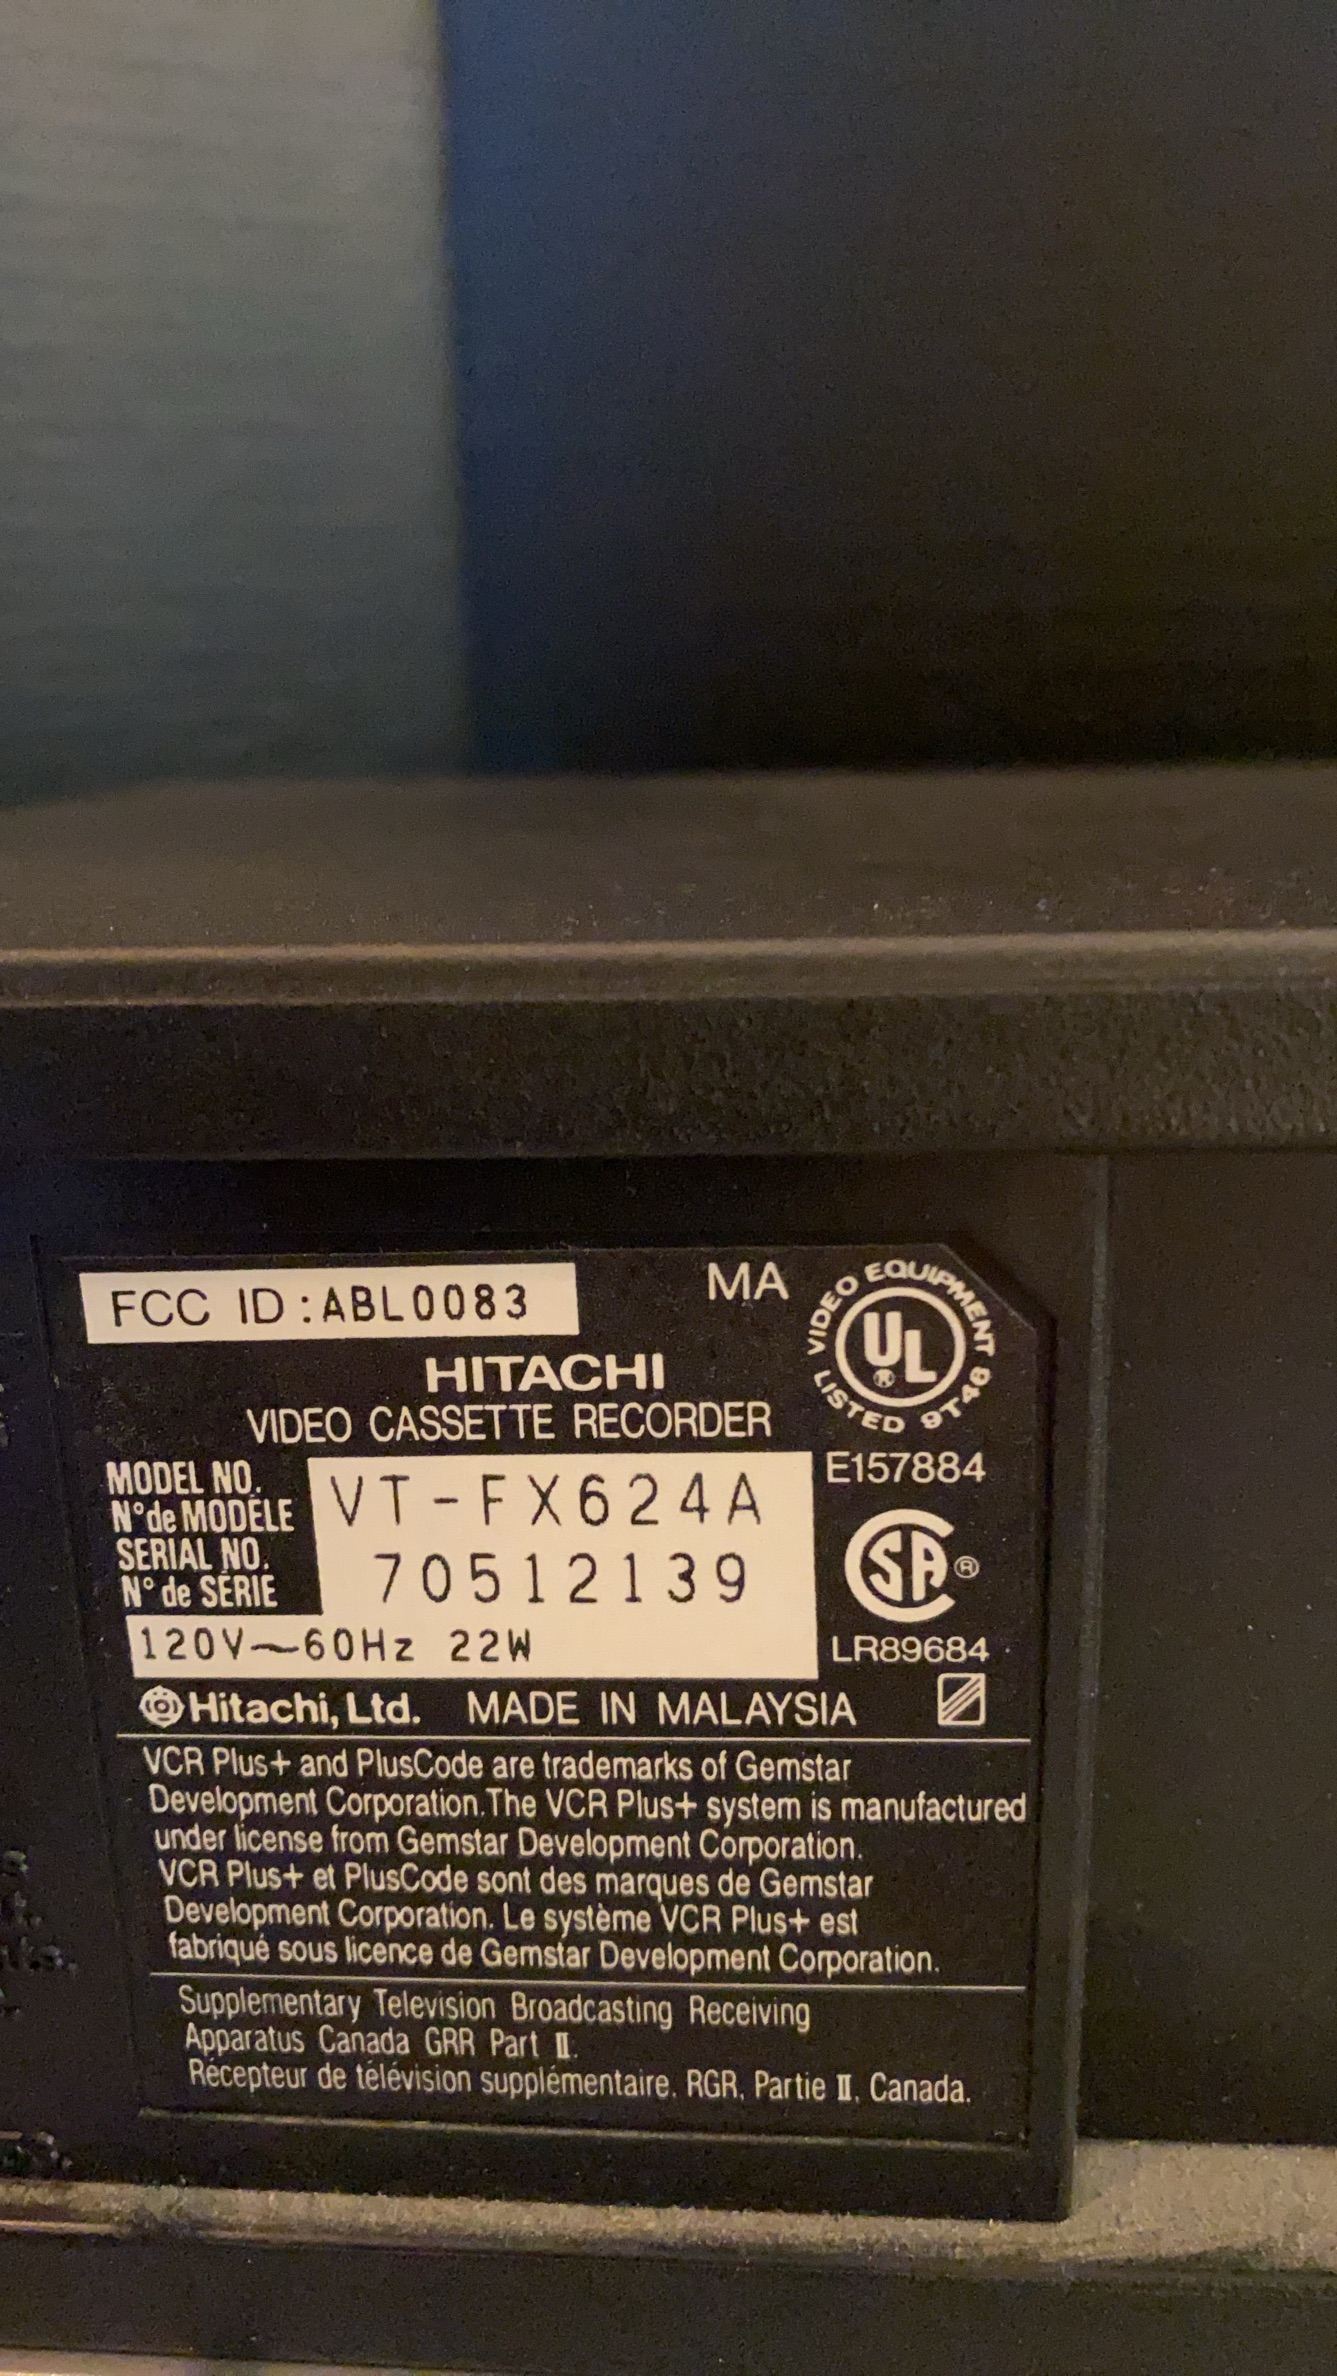 FCC ID:ABL0083
MA
VIDEO EQUIPMENT
UL®
LISTED 9T46
HITACHI
VIDEO CASSETTE RECORDER
E157884
MODEL NO.
N° de MODÈLE
VT-FX624A
SERIAL NO.
N° de SÉRIE
70512139
SA®
120V~60Hz 22W
LR89684
Hitachi, Ltd. MADE IN MALAYSIA
VCR Plus+ and PlusCode are trademarks of Gemstar
Development Corporation. The VCR Plus+ system is manufactured
under license from Gemstar Development Corporation.
VCR Plus+ et PlusCode sont des marques de Gemstar
Development Corporation. Le système VCR Plus+ est
fabriqué sous licence de Gemstar Development Corporation.
Supplementary Television Broadcasting Receiving
Apparatus Canada GRR Part II.
Récepteur de télévision supplémentaire. RGR, Partie II, Canada.